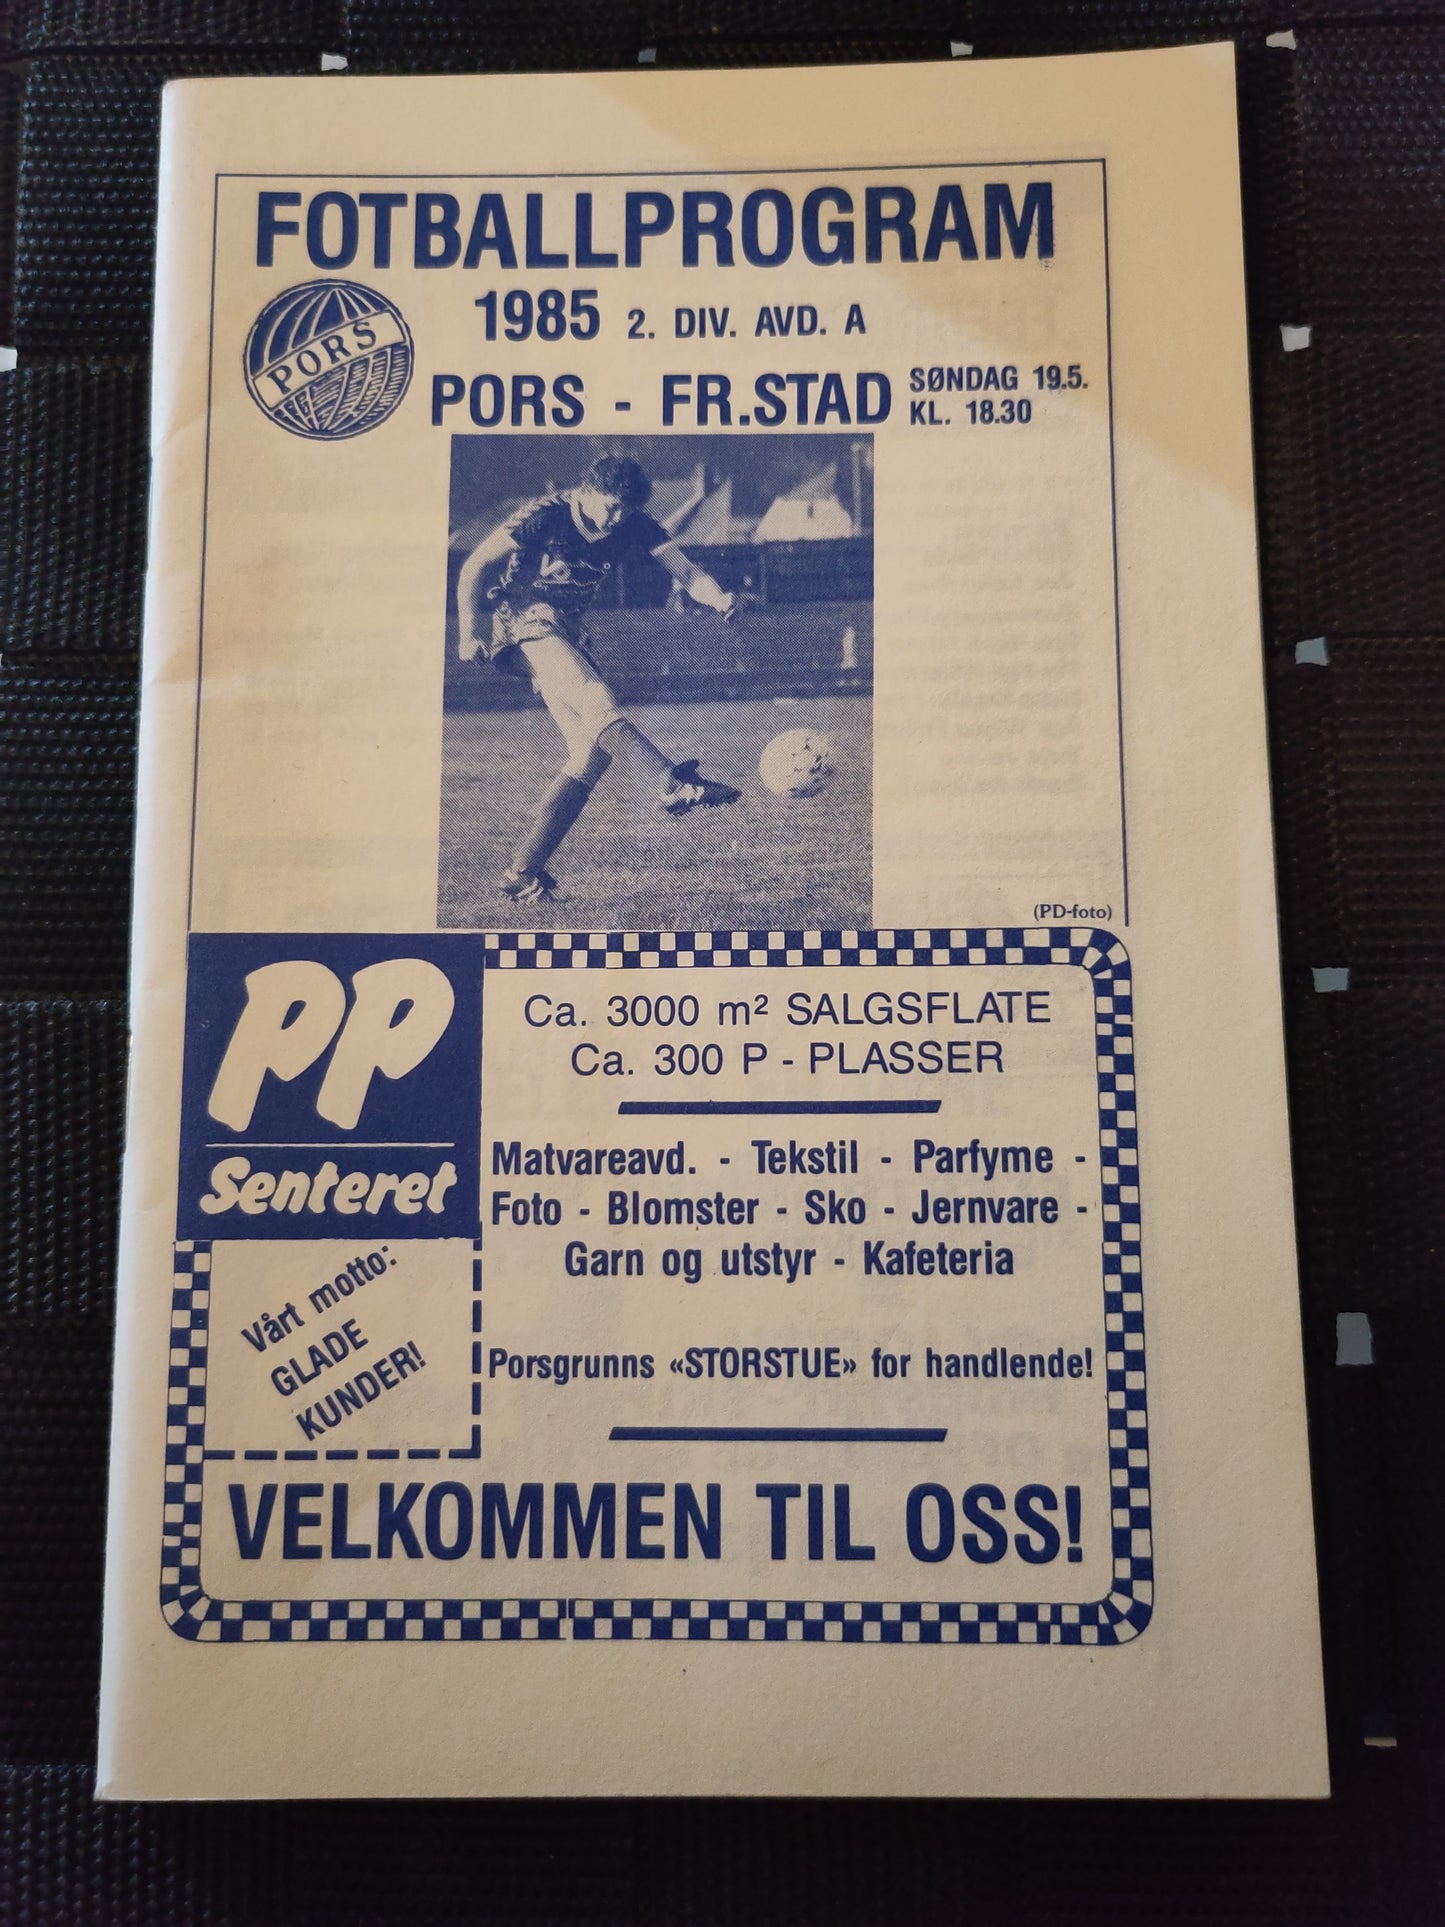 FOTBALLPROGRAM
1985 2. DIV. AVD. A
PORS
PORS - FR.STAD
SØNDAG 19.5.
KL. 18.30
(PD-foto)
PP
Senteret
Ca. 3000 m² SALGSFLATE
Ca. 300 P - PLASSER
Matvareavd. - Tekstil - Parfyme -
Foto - Blomster - Sko - Jernvare -
Garn og utstyr - Kafeteria
Vårt motto:
GLADE
KUNDER!
Porsgrunns «STORSTUE» for handlende!
VELKOMMEN TIL OSS!